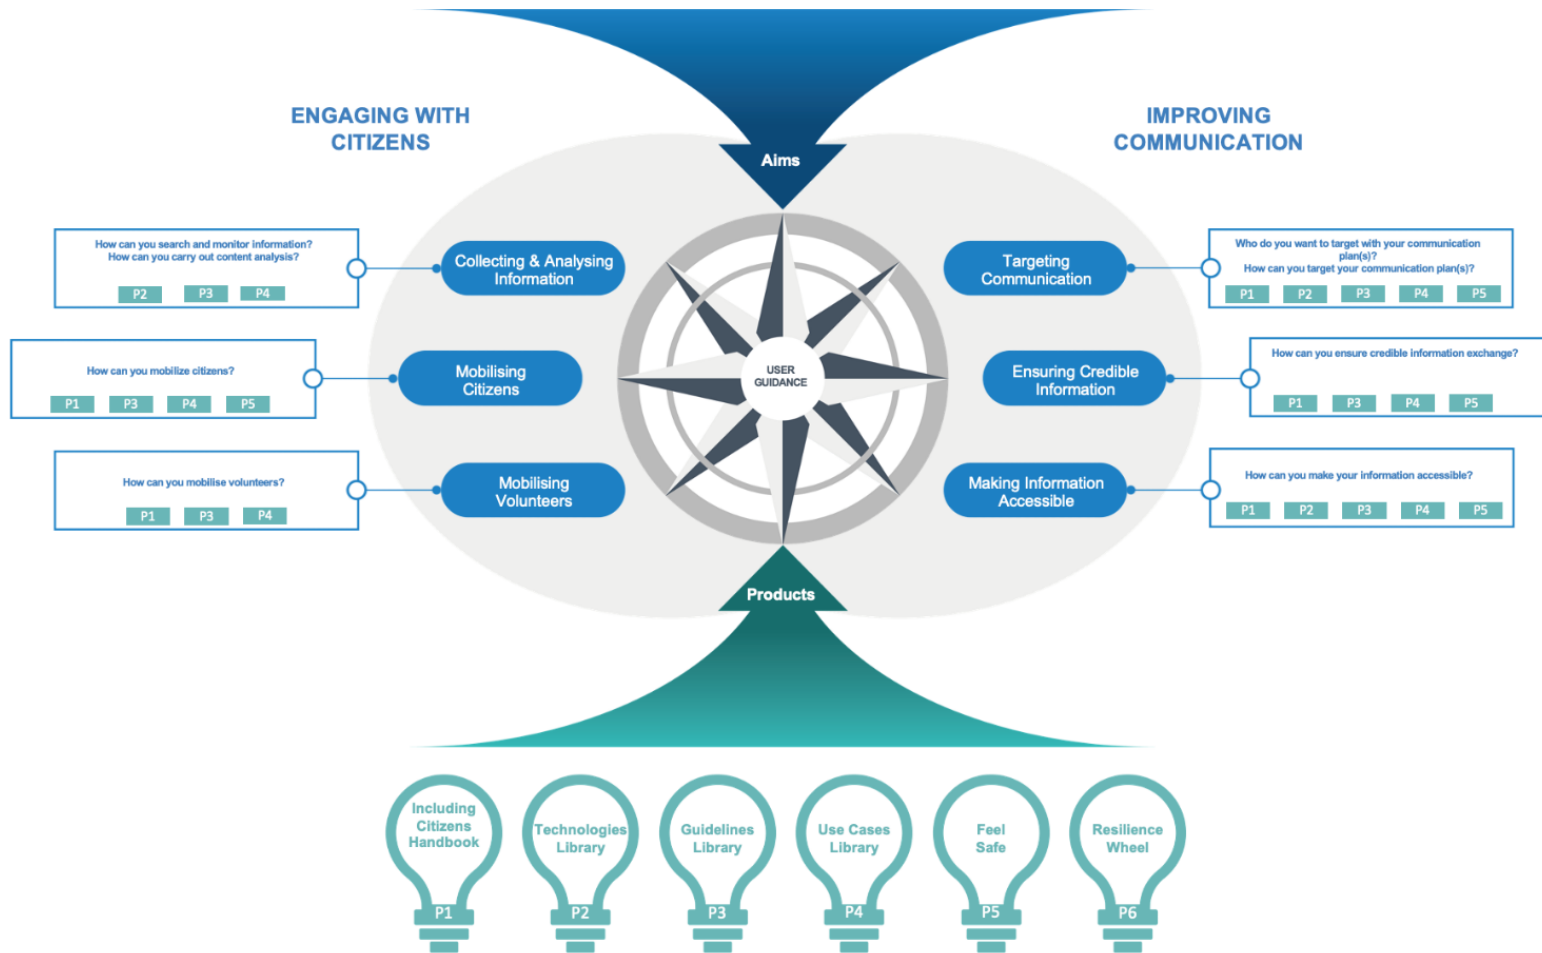 ENGAGING WITH
CITIZENS
IMPROVING
COMMUNICATION
Aims
How can you search and monitor information?
How can you carry out content analysis?
P2 P3 P4
Collecting & Analysing
Information
How can you mobilize citizens?
P1 P3 P4 P5
Mobilising
Citizens
How can you mobilise volunteers?
P1 P3 P4
Mobilising
Volunteers
USER
GUIDANCE
Targeting
Communication
Who do you want to target with your communication
plan(s)?
How can you target your communication plan(s)?
P1 P2 P3 P4 P5
Ensuring Credible
Information
How can you ensure credible information exchange?
P1 P3 P4 P5
Making Information
Accessible
How can you make your information accessible?
P1 P2 P3 P4 P5
Products
Including
Citizens
Handbook
P1
Technologies
Library
P2
Guidelines
Library
P3
Use Cases
Library
P4
Feel
Safe
P5
Resilience
Wheel
P6